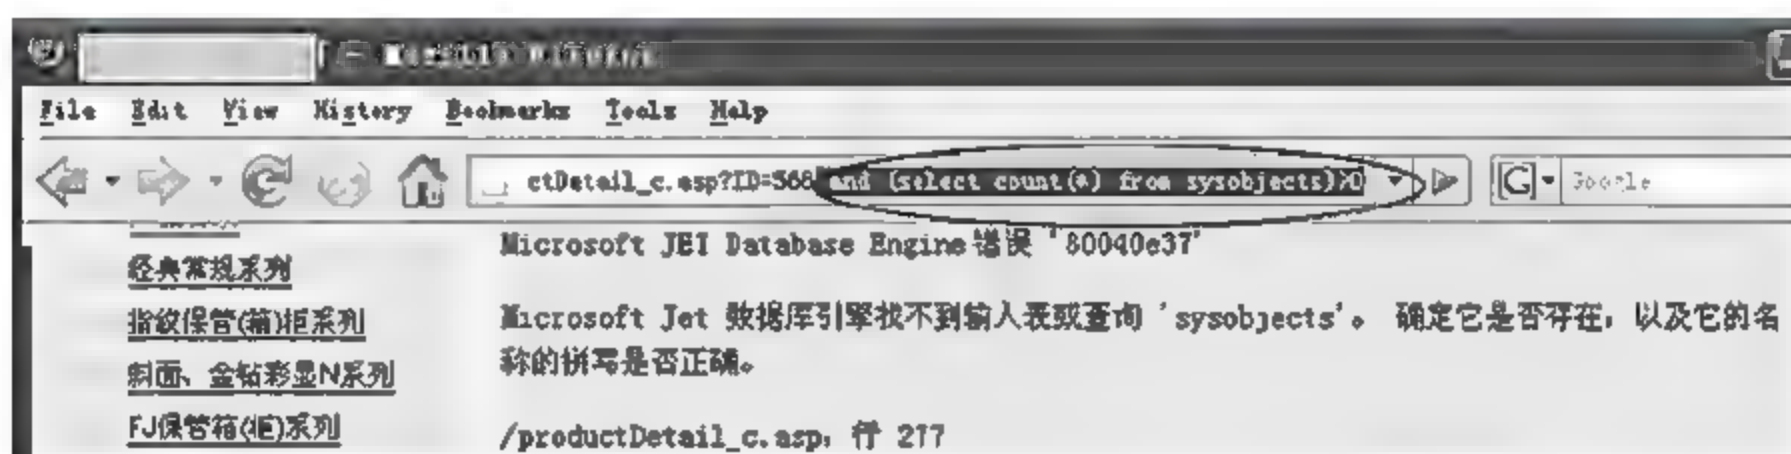 File Edit View History Bookmarks Tools Help
ctDetail_c.asp?ID=568 and (select count(*) from sysobjects)>0
Google
Microsoft JET Database Engine 错误 '80040e37'
经典常规系列
Microsoft Jet 数据库引擎找不到输入表或查询 'sysobjects'。 确定它是否存在，以及它的名
指纹保管(箱)柜系列
称的拼写是否正确。
斜面、金钻彩显N系列
FJ保管箱(柜)系列
/productDetail_c.asp，行 277